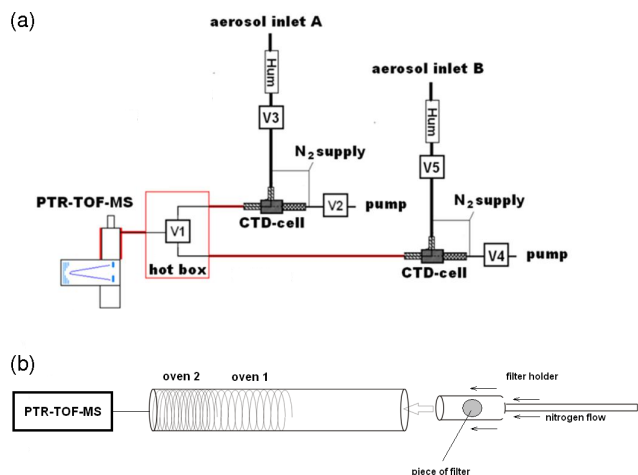 (a)
aerosol inlet A
Hum
V3
aerosol inlet B
Hum
V5
N2 supply
N2 supply
PTR-TOF-MS
V1
hot box
CTD-cell
V2
pump
CTD-cell
V4
pump
(b)
PTR-TOF-MS
oven 2
oven 1
filter holder
nitrogen flow
piece of filter